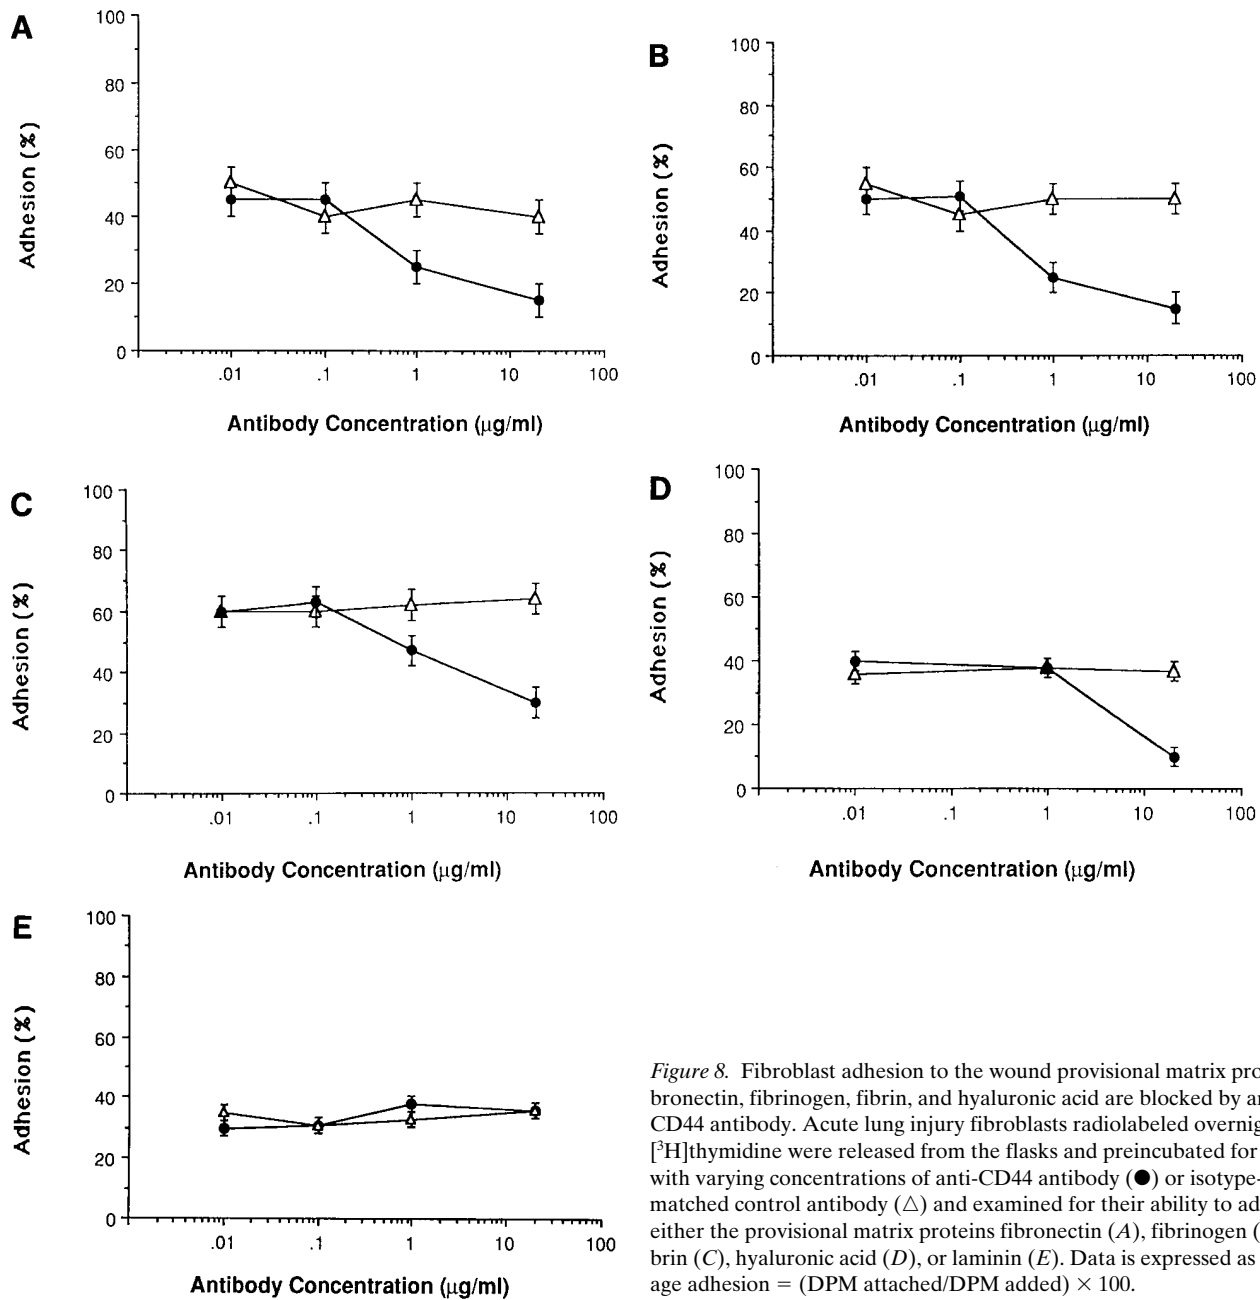 A
Adhesion (%)
100
80
60
40
20
0
.01 .1 1 10 100
Antibody Concentration (μg/ml)
B
Adhesion (%)
100
80
60
40
20
0
.01 .1 1 10 100
Antibody Concentration (μg/ml)
C
Adhesion (%)
100
80
60
40
20
0
.01 .1 1 10 100
Antibody Concentration (μg/ml)
D
Adhesion (%)
100
80
60
40
20
0
.01 .1 1 10 100
Antibody Concentration (μg/ml)
E
Adhesion (%)
100
80
60
40
20
0
.01 .1 1 10 100
Antibody Concentration (μg/ml)
Figure 8. Fibroblast adhesion to the wound provisional matrix pro
bronectin, fibrinogen, fibrin, and hyaluronic acid are blocked by an
CD44 antibody. Acute lung injury fibroblasts radiolabeled overnig
[³H]thymidine were released from the flasks and preincubated for
with varying concentrations of anti-CD44 antibody (●) or isotype-
matched control antibody (△) and examined for their ability to ad
either the provisional matrix proteins fibronectin (A), fibrinogen (
brin (C), hyaluronic acid (D), or laminin (E). Data is expressed as
age adhesion = (DPM attached/DPM added) × 100.